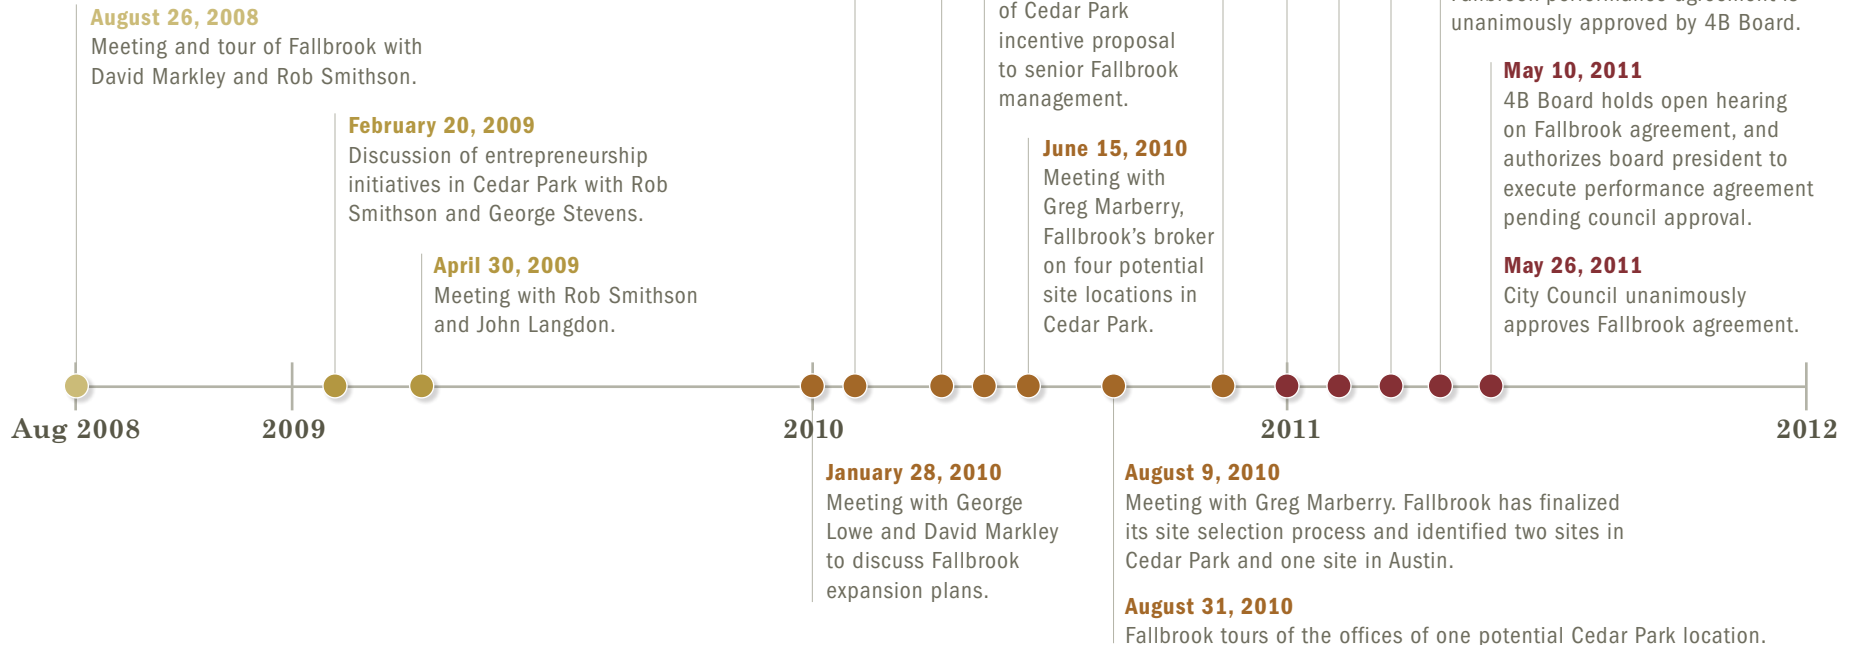 August 26, 2008
Meeting and tour of Fallbrook with
David Markley and Rob Smithson.
February 20, 2009
Discussion of entrepreneurship
initiatives in Cedar Park with Rob
Smithson and George Stevens.
April 30, 2009
Meeting with Rob Smithson
and John Langdon.
of Cedar Park
incentive proposal
to senior Fallbrook
management.
June 15, 2010
Meeting with
Greg Marberry,
Fallbrook’s broker
on four potential
site locations in
Cedar Park.
Fallbrook performance agreement is
unanimously approved by 4B Board.
May 10, 2011
4B Board holds open hearing
on Fallbrook agreement, and
authorizes board president to
execute performance agreement
pending council approval.
May 26, 2011
City Council unanimously
approves Fallbrook agreement.
Aug 2008
2009
2010
2011
2012
January 28, 2010
Meeting with George
Lowe and David Markley
to discuss Fallbrook
expansion plans.
August 9, 2010
Meeting with Greg Marberry. Fallbrook has finalized
its site selection process and identified two sites in
Cedar Park and one site in Austin.
August 31, 2010
Fallbrook tours of the offices of one potential Cedar Park location.